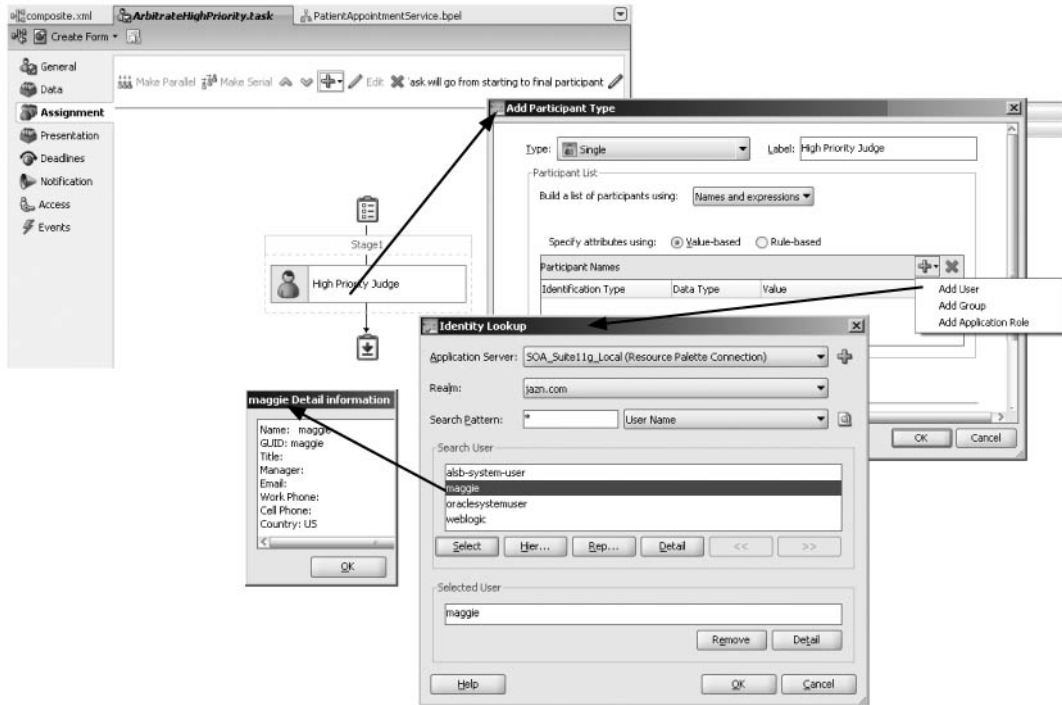 composite.xml
ArbitrateHighPriority.task
PatientAppointmentService.bpel
Create Form
General
Data
Assignment
Presentation
Deadlines
Notification
Access
Events
Make Parallel
Make Serial
Edit
'ask will go from starting to final participant
Stage1
High Priority Judge
Add Participant Type
Type:
Single
Label:
High Priority Judge
Participant List
Build a list of participants using:
Names and expressions
Specify attributes using:
Value-based
Rule-based
Participant Names
Identification Type
Data Type
Value
Add User
Add Group
Add Application Role
OK
Cancel
Identity Lookup
Application Server:
SOA_Suite11g_Local (Resource Palette Connection)
Realm:
jazn.com
Search Pattern:
*
User Name
Search User
alsb-system-user
maggie
oraclesystemuser
weblogic
Select
Hier...
Rep...
Detail
<<
>>
Selected User
maggie
Remove
Detail
Help
OK
Cancel
maggie Detail information
Name: maggie
GUID: maggie
Title:
Manager:
Email:
Work Phone:
Cell Phone:
Country: US
OK